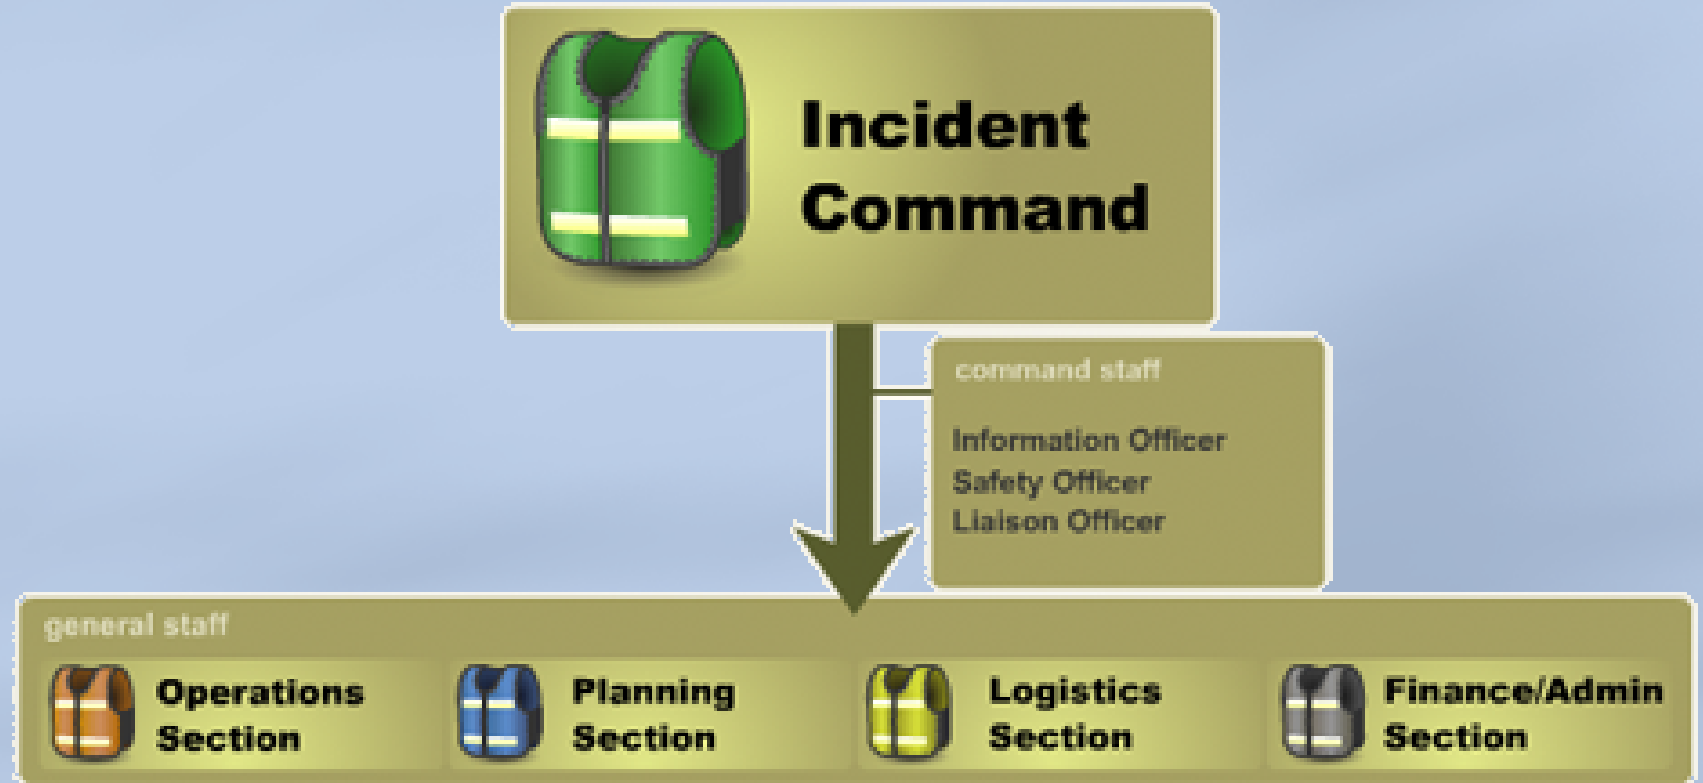 Incident
Command
command staff
Information Officer
Safety Officer
Liaison Officer
general staff
Operations
Section
Planning
Section
Logistics
Section
Finance/Admin
Section